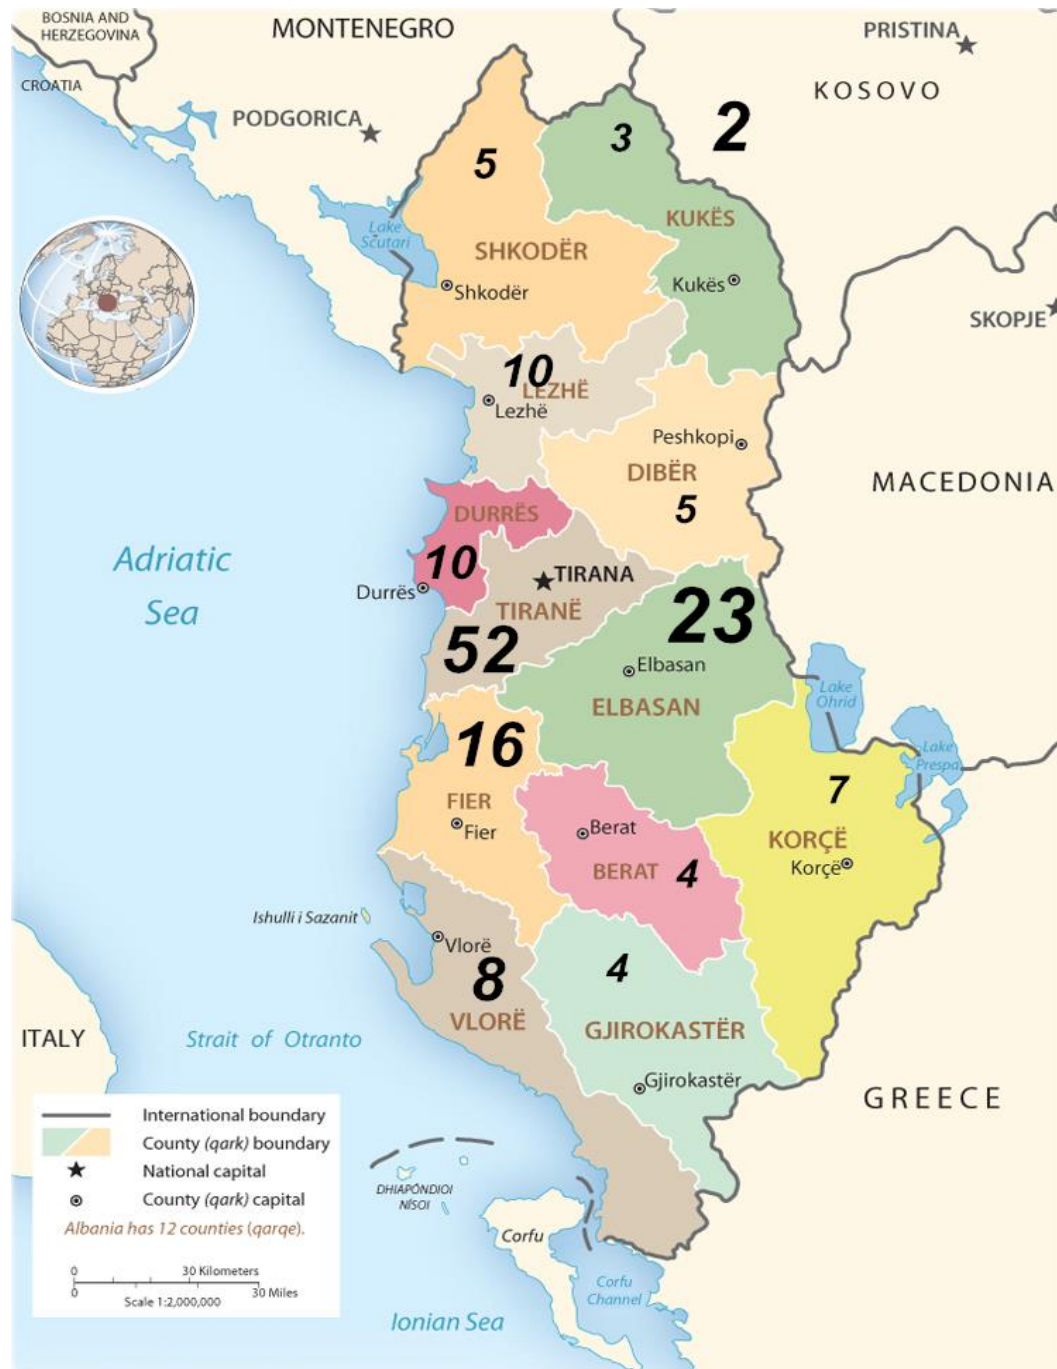 BOSNIA AND
HERZEGOVINA
MONTENEGRO
PRISTINA
CROATIA
KOSOVO
PODGORICA
2
3
5
KUKËS
Lake
Scutari
SHKODËR
Shkodër
Kukës
SKOPJE
10
LEZHË
Lezhë
Peshkopi
DIBËR
MACEDONIA
5
DURRËS
Adriatic
Sea
10
Durrës
TIRANA
TIRANË
23
52
Elbasan
ELBASAN
Lake
Ohrid
16
Lake
Prespa
FIER
Fier
7
Berat
BERAT
4
KORÇË
Korçë
Ishulli i Sazanit
Vlorë
8
VLORË
4
GJIROKASTËR
Gjirokastër
ITALY
Strait of Otranto
GREECE
International boundary
County (qark) boundary
National capital
County (qark) capital
Albania has 12 counties (qarqe).
0 30 Kilometers
0 30 Miles
Scale 1:2,000,000
DHIAPÓNDIOI
NÍSOI
Corfu
Corfu
Channel
Ionian Sea